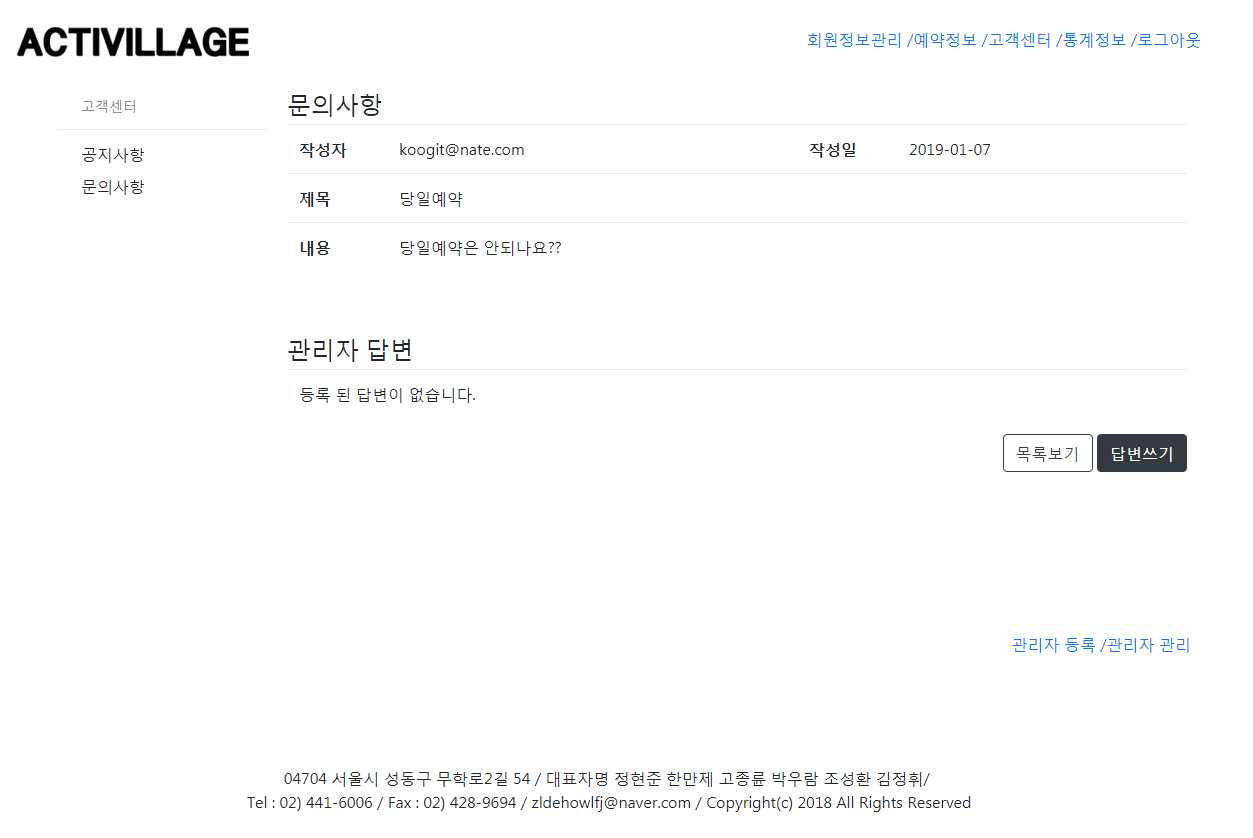 ACTIVILLAGE
회원정보관리 /예약정보 /고객센터 /통계정보 /로그아웃
고객센터
공지사항
문의사항
문의사항
작성자 koogit@nate.com 작성일 2019-01-07
제목 당일예약
내용 당일예약은 안되나요??
관리자 답변
등록 된 답변이 없습니다.
목록보기 답변쓰기
관리자 등록 /관리자 관리
04704 서울시 성동구 무학로2길 54 / 대표자명 정현준 한만제 고종륜 박우람 조성환 김정휘/
Tel : 02) 441-6006 / Fax : 02) 428-9694 / zldehowlfj@naver.com / Copyright(c) 2018 All Rights Reserved